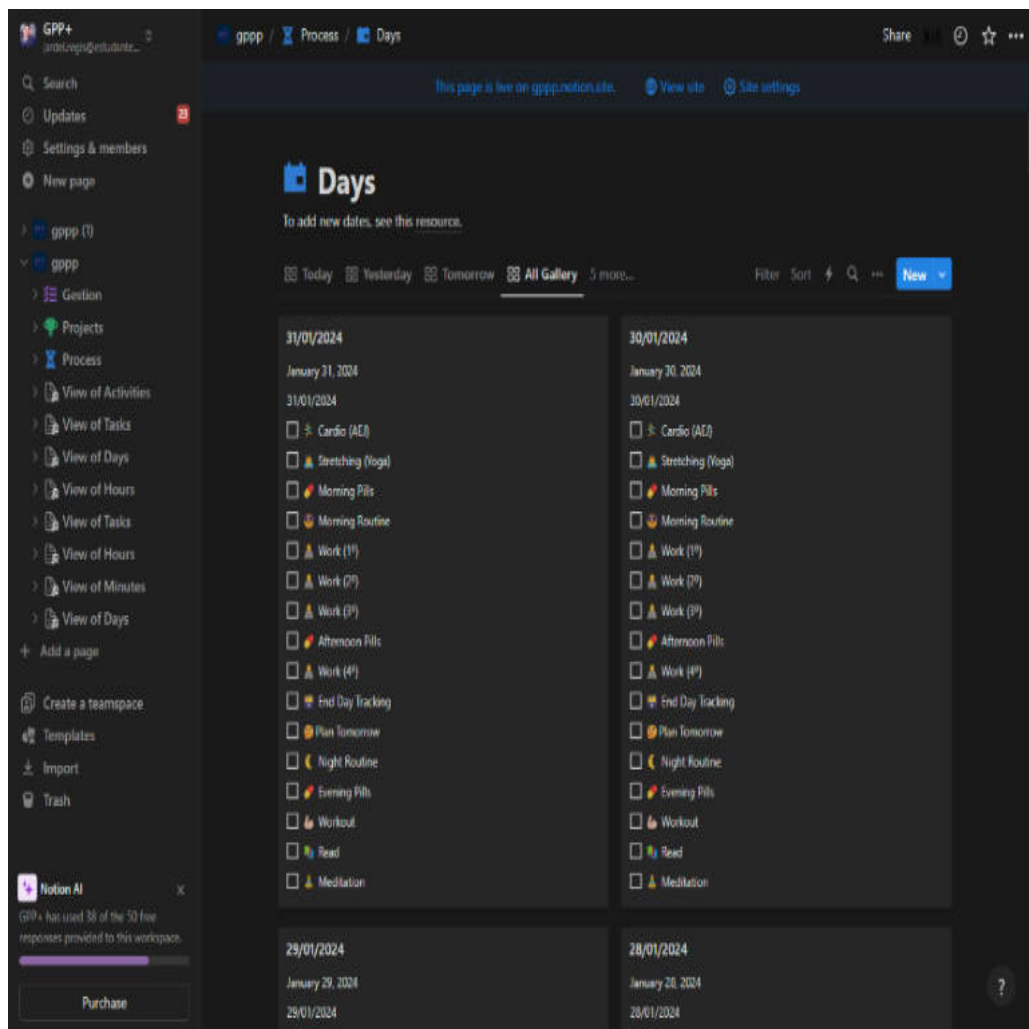 GPP+
gppp / Process / Days
Share
Search
Updates 23
Settings & members
New page
gppp (1)
gppp
Gestion
Projects
Process
View of Activities
View of Tasks
View of Days
View of Hours
View of Tasks
View of Hours
View of Minutes
View of Days
Add a page
Create a teamspace
Templates
Import
Trash
Notion AI
GPP+ has used 38 of the 50 free
responses provided to this workspace.
Purchase
This page is live on gppp.notion.site. View site Site settings
Days
To add new dates, see this resource.
Today Yesterday Tomorrow All Gallery 5 more...
Filter Sort New
31/01/2024
January 31, 2024
31/01/2024
Cardio (AEJ)
Stretching (Yoga)
Morning Pills
Morning Routine
Work (1º)
Work (2º)
Work (3º)
Afternoon Pills
Work (4º)
End Day Tracking
Plan Tomorrow
Night Routine
Evening Pills
Workout
Read
Meditation
30/01/2024
January 30, 2024
30/01/2024
Cardio (AEJ)
Stretching (Yoga)
Morning Pills
Morning Routine
Work (1º)
Work (2º)
Work (3º)
Afternoon Pills
Work (4º)
End Day Tracking
Plan Tomorrow
Night Routine
Evening Pills
Workout
Read
Meditation
29/01/2024
January 29, 2024
29/01/2024
28/01/2024
January 28, 2024
28/01/2024
?